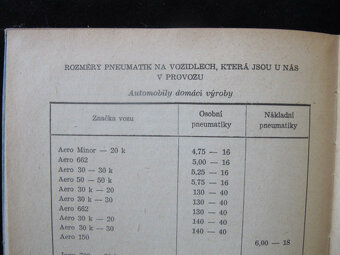 ROZMĚRY PNEUMATIK NA VOZIDLECH, KTERÁ JSOU U NÁS
V PROVOZU
Automobily domácí výroby
Značka vozu Osobní pneumatiky Nákladní pneumatiky
Aero Minor — 20 k 4,75 — 16
Aero 662 5,00 — 16
Aero 30 — 30 k 5,25 — 16
Aero 50 — 50 k 5,75 — 16
Aero 30 k — 20 130 — 40
Aero 30 k — 30 130 — 40
Aero 662 130 — 40
Aero 30 k — 30 140 — 40
Aero 30 k — 20 140 — 40
Aero 150 6,00 — 18